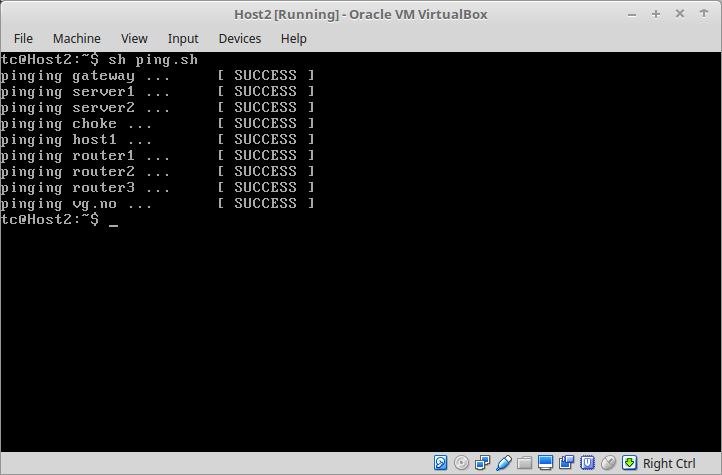 Host2 [Running] - Oracle VM VirtualBox
File Machine View Input Devices Help
tc@Host2:~$ sh ping.sh
pinging gateway ... [ SUCCESS ]
pinging server1 ... [ SUCCESS ]
pinging server2 ... [ SUCCESS ]
pinging choke ... [ SUCCESS ]
pinging host1 ... [ SUCCESS ]
pinging router1 ... [ SUCCESS ]
pinging router2 ... [ SUCCESS ]
pinging router3 ... [ SUCCESS ]
pinging vg.no ... [ SUCCESS ]
tc@Host2:~$ _
Right Ctrl